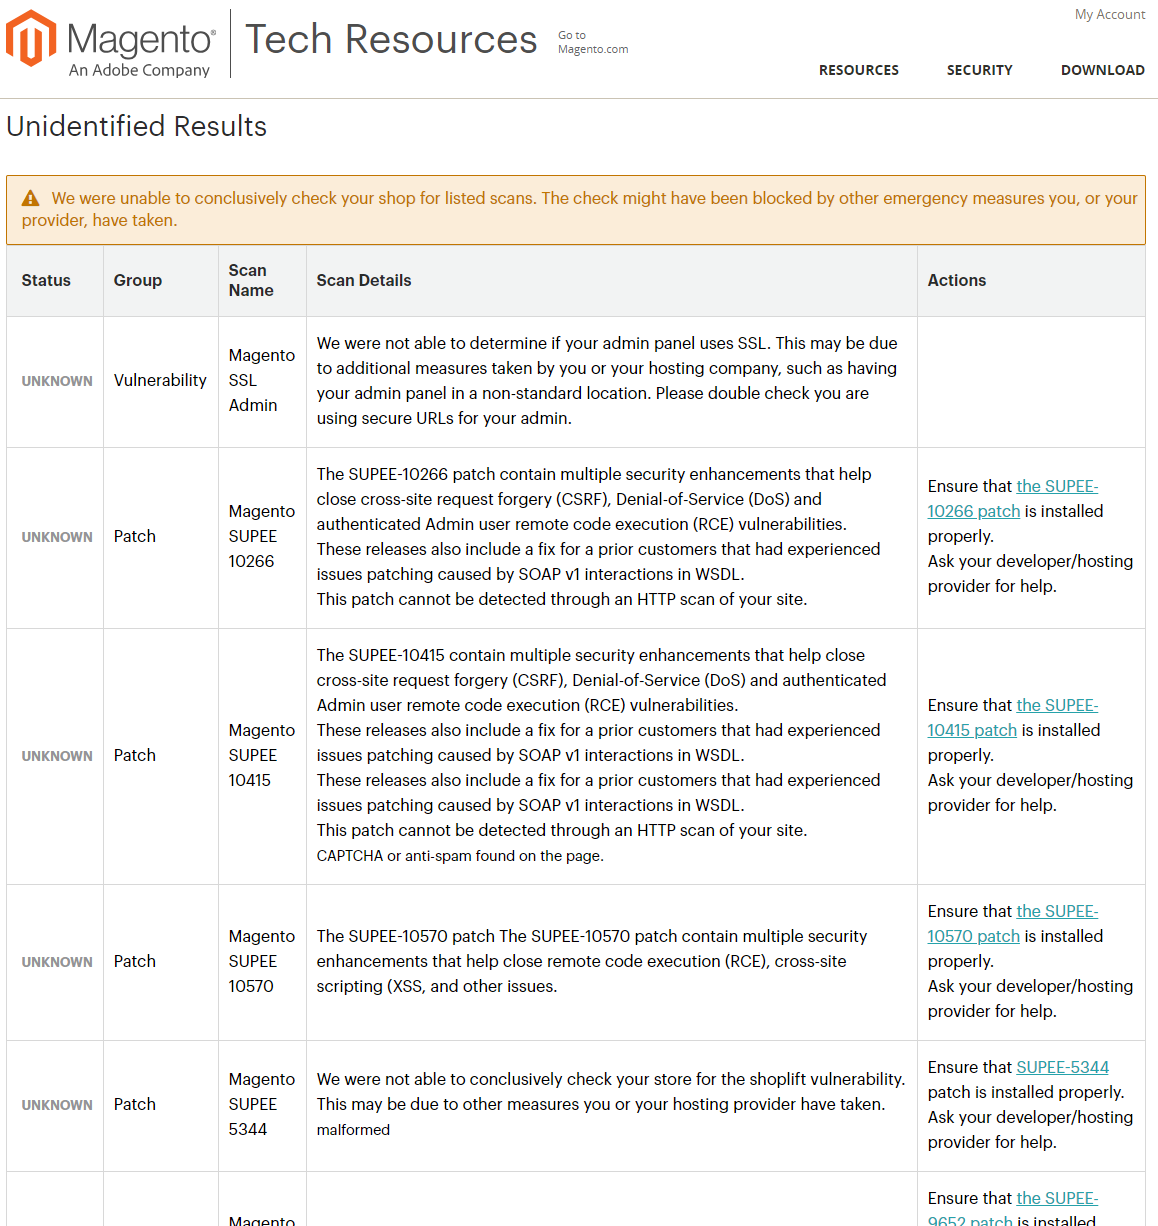 Magento®
An Adobe Company
Tech Resources
Go to
Magento.com
My Account
RESOURCES
SECURITY
DOWNLOAD
Unidentified Results
We were unable to conclusively check your shop for listed scans. The check might have been blocked by other emergency measures you, or your
provider, have taken.
Status
Group
Scan
Name
Scan Details
Actions
UNKNOWN
Vulnerability
Magento
SSL
Admin
We were not able to determine if your admin panel uses SSL. This may be due
to additional measures taken by you or your hosting company, such as having
your admin panel in a non-standard location. Please double check you are
using secure URLs for your admin.
UNKNOWN
Patch
Magento
SUPEE
10266
The SUPEE-10266 patch contain multiple security enhancements that help
close cross-site request forgery (CSRF), Denial-of-Service (DoS) and
authenticated Admin user remote code execution (RCE) vulnerabilities.
These releases also include a fix for a prior customers that had experienced
issues patching caused by SOAP v1 interactions in WSDL.
This patch cannot be detected through an HTTP scan of your site.
Ensure that the SUPEE-
10266 patch is installed
properly.
Ask your developer/hosting
provider for help.
UNKNOWN
Patch
Magento
SUPEE
10415
The SUPEE-10415 contain multiple security enhancements that help close
cross-site request forgery (CSRF), Denial-of-Service (DoS) and authenticated
Admin user remote code execution (RCE) vulnerabilities.
These releases also include a fix for a prior customers that had experienced
issues patching caused by SOAP v1 interactions in WSDL.
These releases also include a fix for a prior customers that had experienced
issues patching caused by SOAP v1 interactions in WSDL.
This patch cannot be detected through an HTTP scan of your site.
CAPTCHA or anti-spam found on the page.
Ensure that the SUPEE-
10415 patch is installed
properly.
Ask your developer/hosting
provider for help.
UNKNOWN
Patch
Magento
SUPEE
10570
The SUPEE-10570 patch The SUPEE-10570 patch contain multiple security
enhancements that help close remote code execution (RCE), cross-site
scripting (XSS, and other issues.
Ensure that the SUPEE-
10570 patch is installed
properly.
Ask your developer/hosting
provider for help.
UNKNOWN
Patch
Magento
SUPEE
5344
We were not able to conclusively check your store for the shoplift vulnerability.
This may be due to other measures you or your hosting provider have taken.
malformed
Ensure that SUPEE-5344
patch is installed properly.
Ask your developer/hosting
provider for help.
Magento
Ensure that the SUPEE-
9652 patch is installed